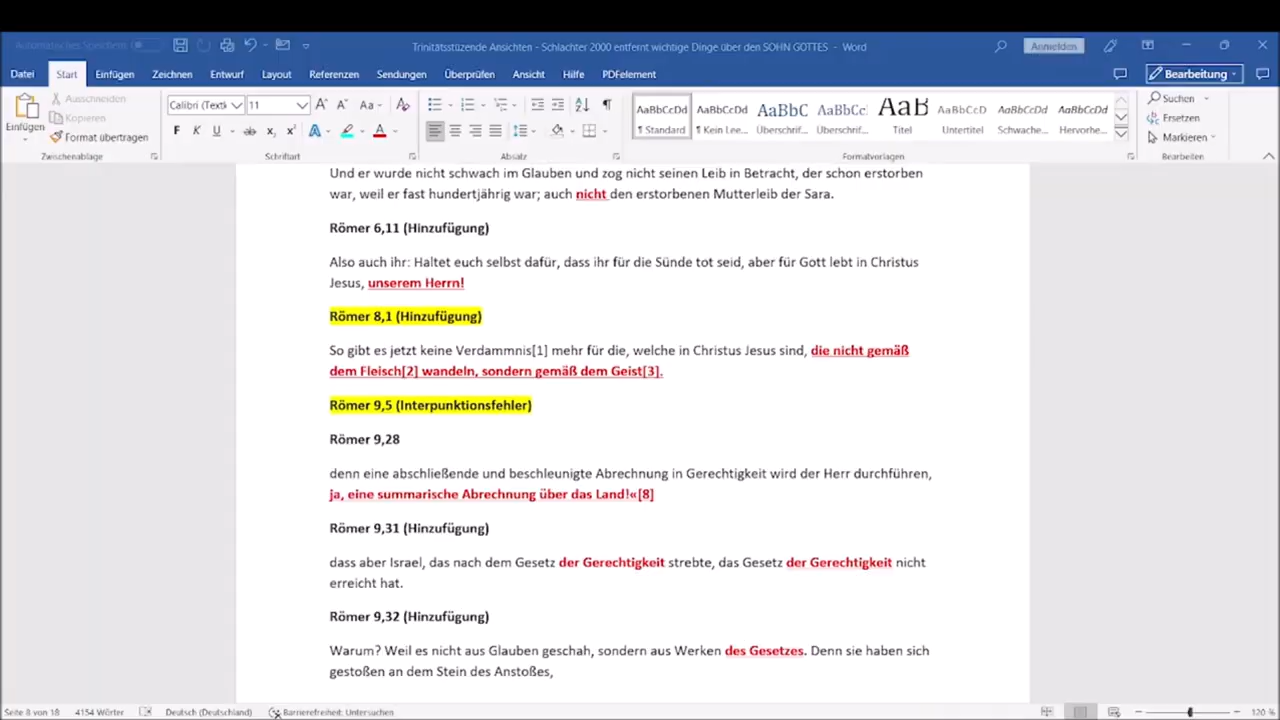 Automatisches Speichern
Trinitätsstüzende Ansichten - Schlachter 2000 entfernt wichtige Dinge über den SOHN GOTTES - Word
Anmelden
Datei Start Einfügen Zeichnen Entwurf Layout Referenzen Sendungen Überprüfen Ansicht Hilfe PDFelement Bearbeitung
Einfügen
Ausschneiden
Kopieren
Format übertragen
Zwischenablage
Calibri (Textk 11
Schriftart
Absatz
AaBbCcDd AaBbCcDd AaBbC AaBbCc AaB AaBbCcD AaBbCcDd AaBbCcDd
¶ Standard ¶ Kein Lee... Überschrif... Überschrif... Titel Untertitel Schwache... Hervorhe...
Formatvorlagen
Suchen
Ersetzen
Markieren
Bearbeiten
Und er wurde nicht schwach im Glauben und zog nicht seinen Leib in Betracht, der schon erstorben
war, weil er fast hundertjährig war; auch nicht den erstorbenen Mutterleib der Sara.
Römer 6,11 (Hinzufügung)
Also auch ihr: Haltet euch selbst dafür, dass ihr für die Sünde tot seid, aber für Gott lebt in Christus
Jesus, unserem Herrn!
Römer 8,1 (Hinzufügung)
So gibt es jetzt keine Verdammnis[1] mehr für die, welche in Christus Jesus sind, die nicht gemäß
dem Fleisch[2] wandeln, sondern gemäß dem Geist[3].
Römer 9,5 (Interpunktionsfehler)
Römer 9,28
denn eine abschließende und beschleunigte Abrechnung in Gerechtigkeit wird der Herr durchführen,
ja, eine summarische Abrechnung über das Land!«[8]
Römer 9,31 (Hinzufügung)
dass aber Israel, das nach dem Gesetz der Gerechtigkeit strebte, das Gesetz der Gerechtigkeit nicht
erreicht hat.
Römer 9,32 (Hinzufügung)
Warum? Weil es nicht aus Glauben geschah, sondern aus Werken des Gesetzes. Denn sie haben sich
gestoßen an dem Stein des Anstoßes,
Seite 8 von 18 4154 Wörter Deutsch (Deutschland) Barrierefreiheit: Untersuchen 120 %